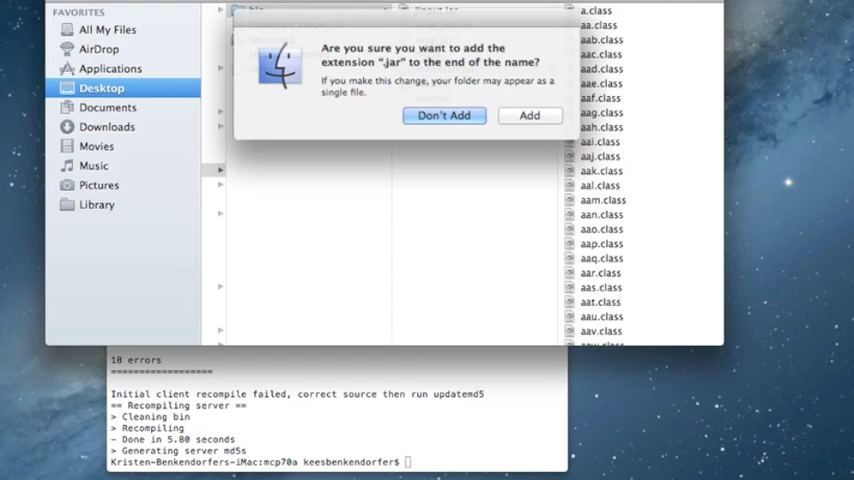 FAVORITES
All My Files
AirDrop
Applications
Desktop
Documents
Downloads
Movies
Music
Pictures
Library
Are you sure you want to add the
extension ".jar" to the end of the name?
If you make this change, your folder may appear as a
single file.
Don't Add
Add
a.class
aa.class
aab.class
aac.class
aad.class
aae.class
aaf.class
aag.class
aah.class
aai.class
aaj.class
aak.class
aal.class
aam.class
aan.class
aao.class
aap.class
aaq.class
aar.class
aas.class
aat.class
aau.class
aav.class
18 errors
==================
Initial client recompile failed, correct source then run updatemd5
== Recompiling server ==
> Cleaning bin
> Recompiling
- Done in 5.80 seconds
> Generating server md5s
Kristen-Benkendorfers-iMac:mcp70a keesbenkendorfer$